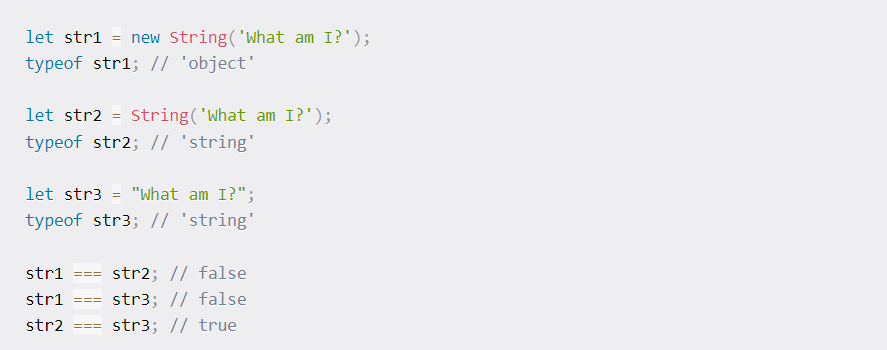 let str1 = new String('What am I?');
typeof str1; // 'object'
let str2 = String('What am I?');
typeof str2; // 'string'
let str3 = "What am I?";
typeof str3; // 'string'
str1 === str2; // false
str1 === str3; // false
str2 === str3; // true